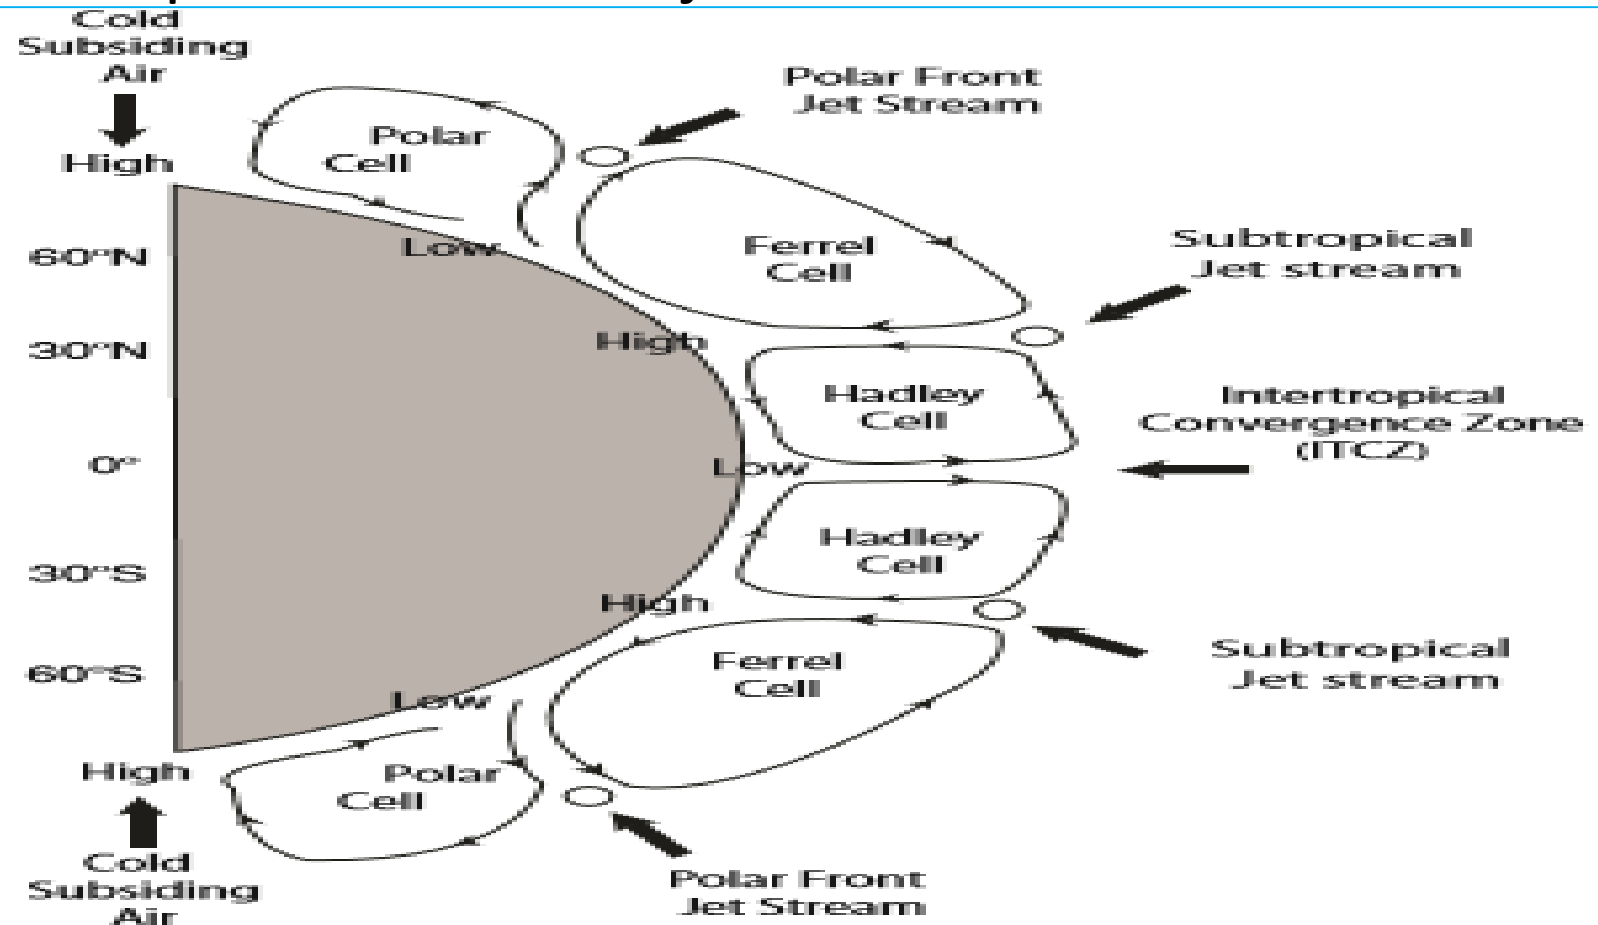 Cold
Subsiding
Air
High
Polar
Cell
Polar Front
Jet Stream
60°N
Low
Ferrel
Cell
Subtropical
Jet stream
30°N
High
Hadley
Cell
Intertropical
Convergence Zone
(ITCZ)
0°
Low
Hadley
Cell
30°S
High
Ferrel
Cell
Subtropical
Jet stream
60°S
Low
High
Polar
Cell
Cold
Subsiding
Air
Polar Front
Jet Stream